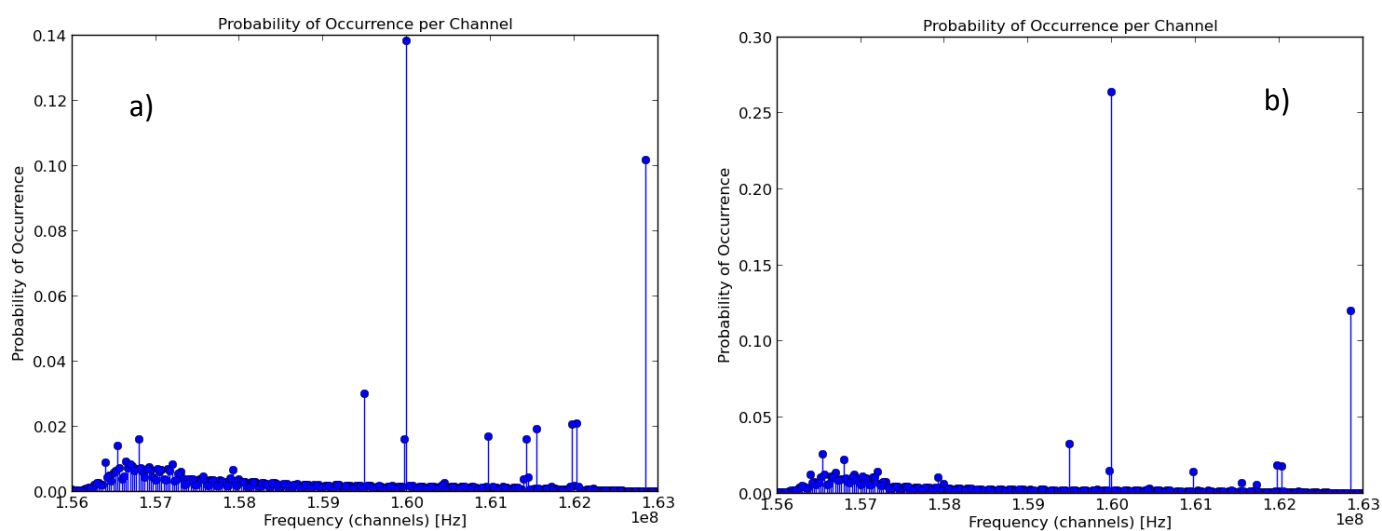 Probability of Occurrence per Channel
0.14
0.12
0.10
0.08
0.06
0.04
0.02
0.00
Probability of Occurrence
a)
1.56 1.57 1.58 1.59 1.60 1.61 1.62 1.63
Frequency (channels) [Hz]
1e8
Probability of Occurrence per Channel
0.30
0.25
0.20
0.15
0.10
0.05
0.00
Probability of Occurrence
b)
1.56 1.57 1.58 1.59 1.60 1.61 1.62 1.63
Frequency (channels) [Hz]
1e8